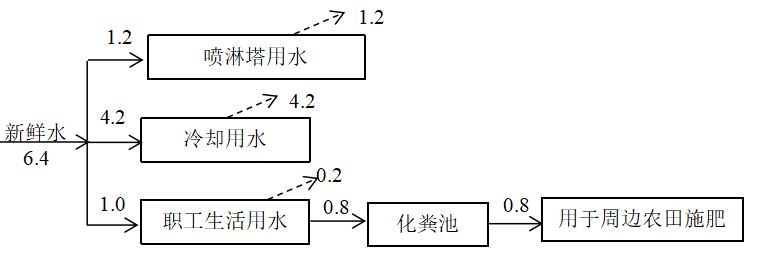 1.2
1.2
喷淋塔用水
4.2
4.2
新鲜水
冷却用水
6.4
0.2
1.0
0.8
0.8
职工生活用水
化粪池
用于周边农田施肥